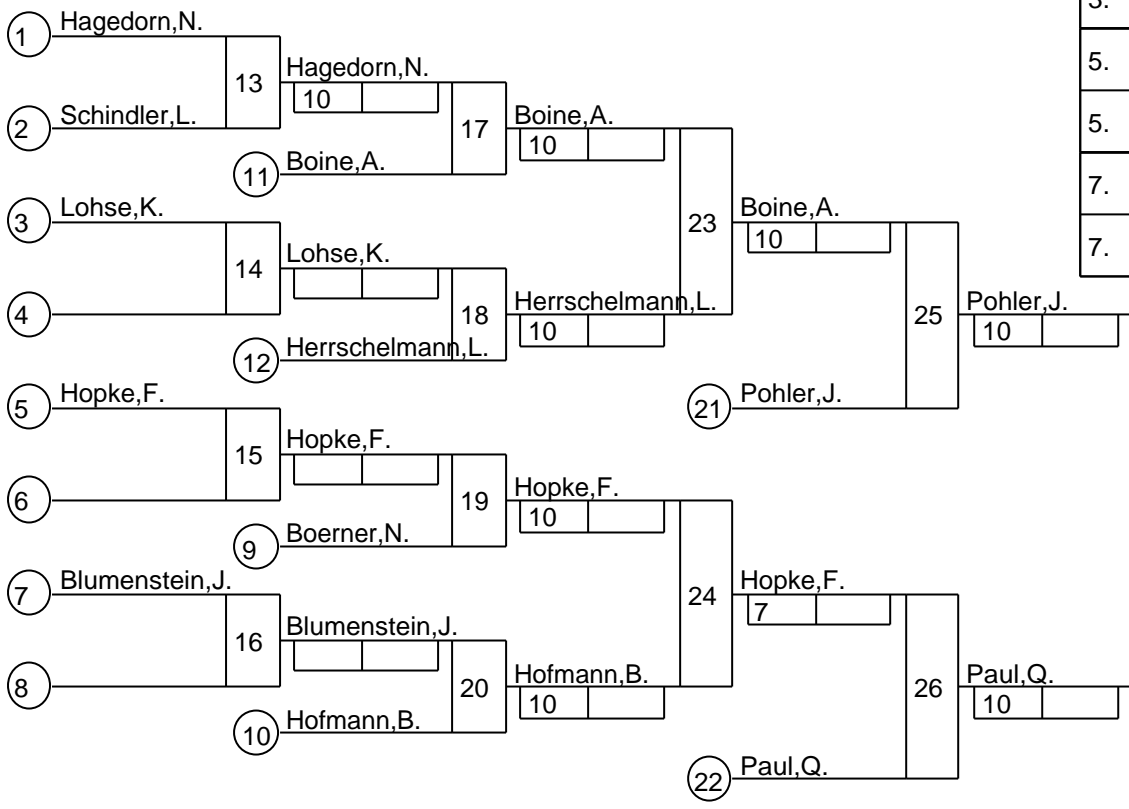 3.
1 Hagedorn,N.
13 Hagedorn,N.
5.
10
2 Schindler,L.
17 Boine,A.
5.
10
11 Boine,A.
7.
3 Lohse,K.
23 Boine,A.
10
7.
14 Lohse,K.
4
18 Herrschelmann,L.
10
25 Pohler,J.
10
12 Herrschelmann,L.
5 Hopke,F.
21 Pohler,J.
15 Hopke,F.
6
19 Hopke,F.
10
9 Boerner,N.
7 Blumenstein,J.
24 Hopke,F.
7
16 Blumenstein,J.
8
20 Hofmann,B.
10
26 Paul,Q.
10
10 Hofmann,B.
22 Paul,Q.